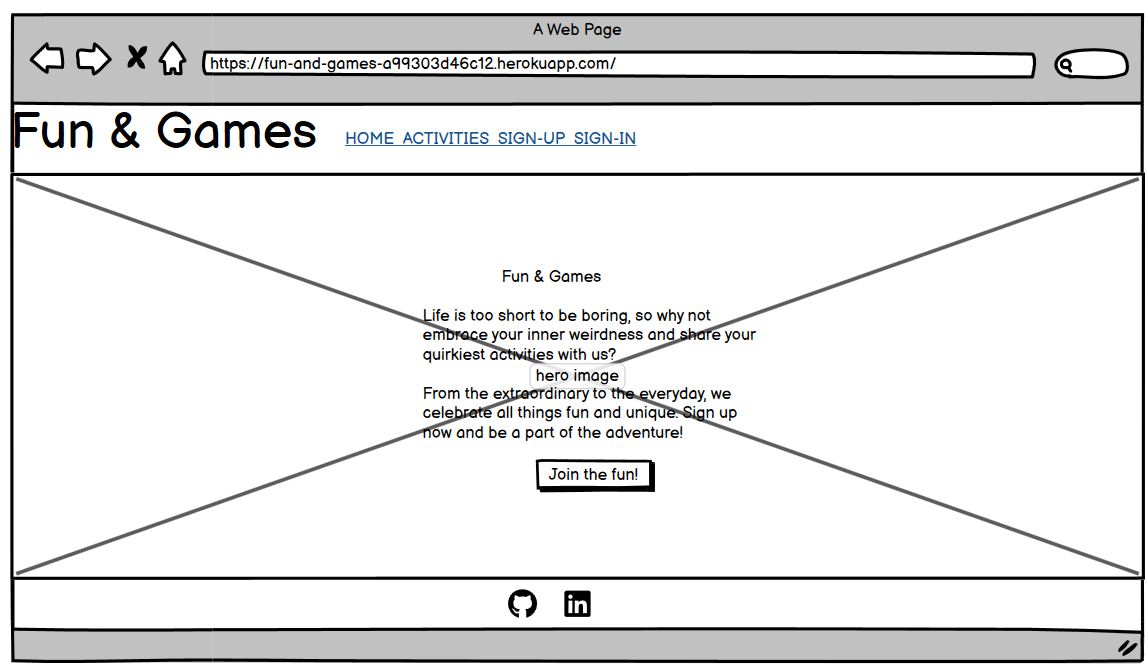 A Web Page
https://fun-and-games-a99303d46c12.herokuapp.com/
Fun & Games
HOME ACTIVITIES SIGN-UP SIGN-IN
Fun & Games
Life is too short to be boring, so why not
embrace your inner weirdness and share your
quirkiest activities with us?
hero image
From the extraordinary to the everyday, we
celebrate all things fun and unique. Sign up
now and be a part of the adventure!
Join the fun!
in